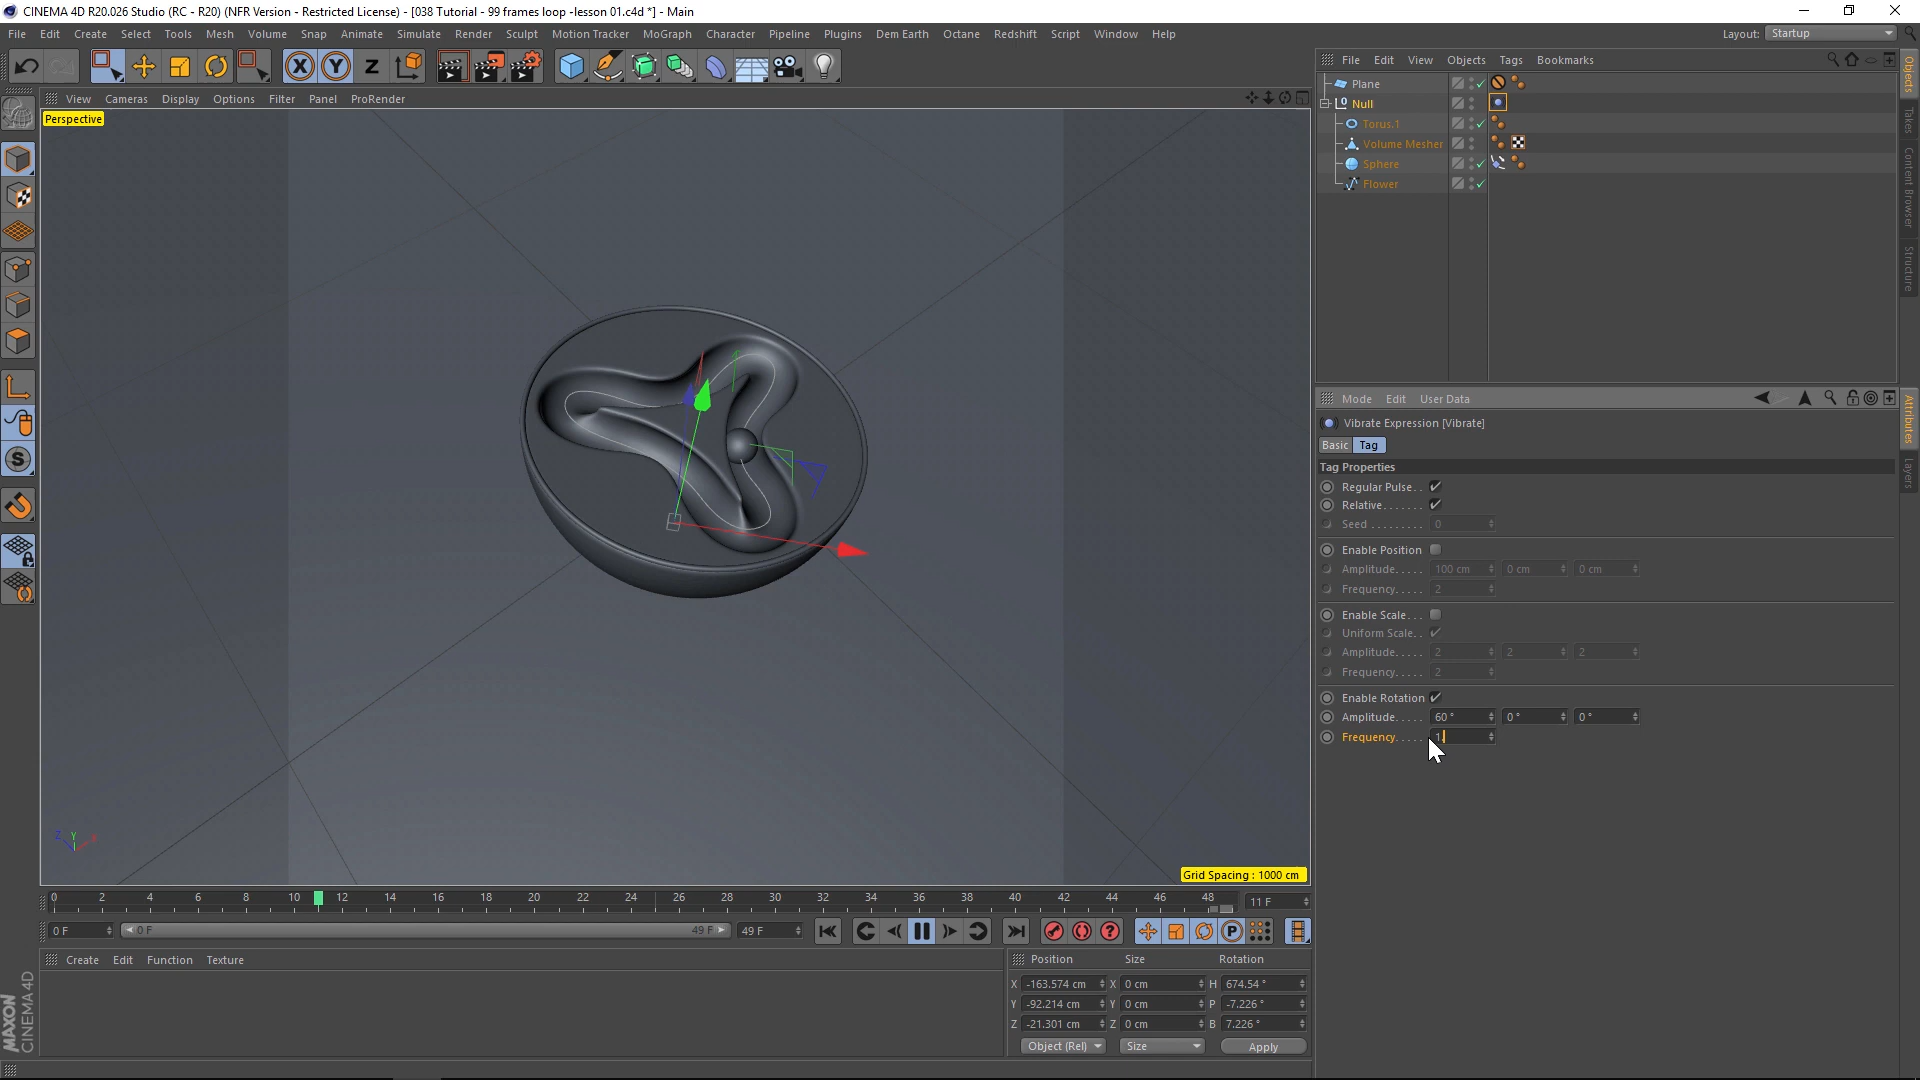 CINEMA 4D R20.026 Studio (RC - R20) (NFR Version - Restricted License) - [038 Tutorial - 99 frames loop -lesson 01.c4d *] - Main
File Edit Create Select Tools Mesh Volume Snap Animate Simulate Render Sculpt Motion Tracker MoGraph Character Pipeline Plugins Dem Earth Octane Redshift Script Window Help
Layout: Startup
X Y Z
File Edit View Objects Tags Bookmarks
Plane
Null
Torus.1
Volume Mesher
Sphere
Flower
Objects
Takes
Content Browser
Structure
View Cameras Display Options Filter Panel ProRender
Perspective
Mode Edit User Data
Attributes
Layers
Vibrate Expression [Vibrate]
Basic Tag
Tag Properties
Regular Pulse. .
Relative. . . . . . .
Seed . . . . . . . . . 0
Enable Position
Amplitude. . . . . 100 cm 0 cm 0 cm
Frequency. . . . . 2
Enable Scale. . .
Uniform Scale. .
Amplitude. . . . . 2 2 2
Frequency. . . . . 2
Enable Rotation
Amplitude. . . . . 60 ° 0 ° 0 °
Frequency. . . . . 1.
Z Y X
Grid Spacing : 1000 cm
0 2 4 6 8 10 12 14 16 18 20 22 24 26 28 30 32 34 36 38 40 42 44 46 48 11 F
0 F 0 F 49 F 49 F
P
Create Edit Function Texture
Position Size Rotation
X -163.574 cm X 0 cm H 674.54 °
Y -92.214 cm Y 0 cm P -7.226 °
Z -21.301 cm Z 0 cm B 7.226 °
Object (Rel) Size Apply
MAXON CINEMA 4D